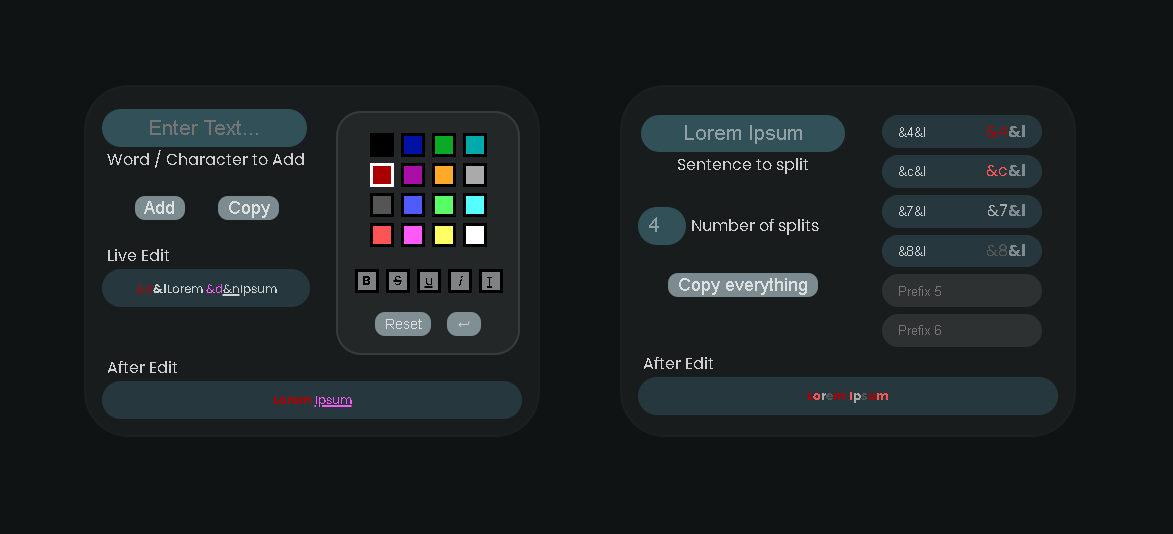 Enter Text...
Word / Character to Add
Add
Copy
Live Edit
&4&lLorem &d&nIpsum
B
S
U
i
I
Reset
↩
After Edit
Lorem Ipsum
Lorem Ipsum
Sentence to split
4
Number of splits
Copy everything
&4&l &4&l
&c&l &c&l
&7&l &7&l
&8&l &8&l
Prefix 5
Prefix 6
After Edit
Lorem Ipsum